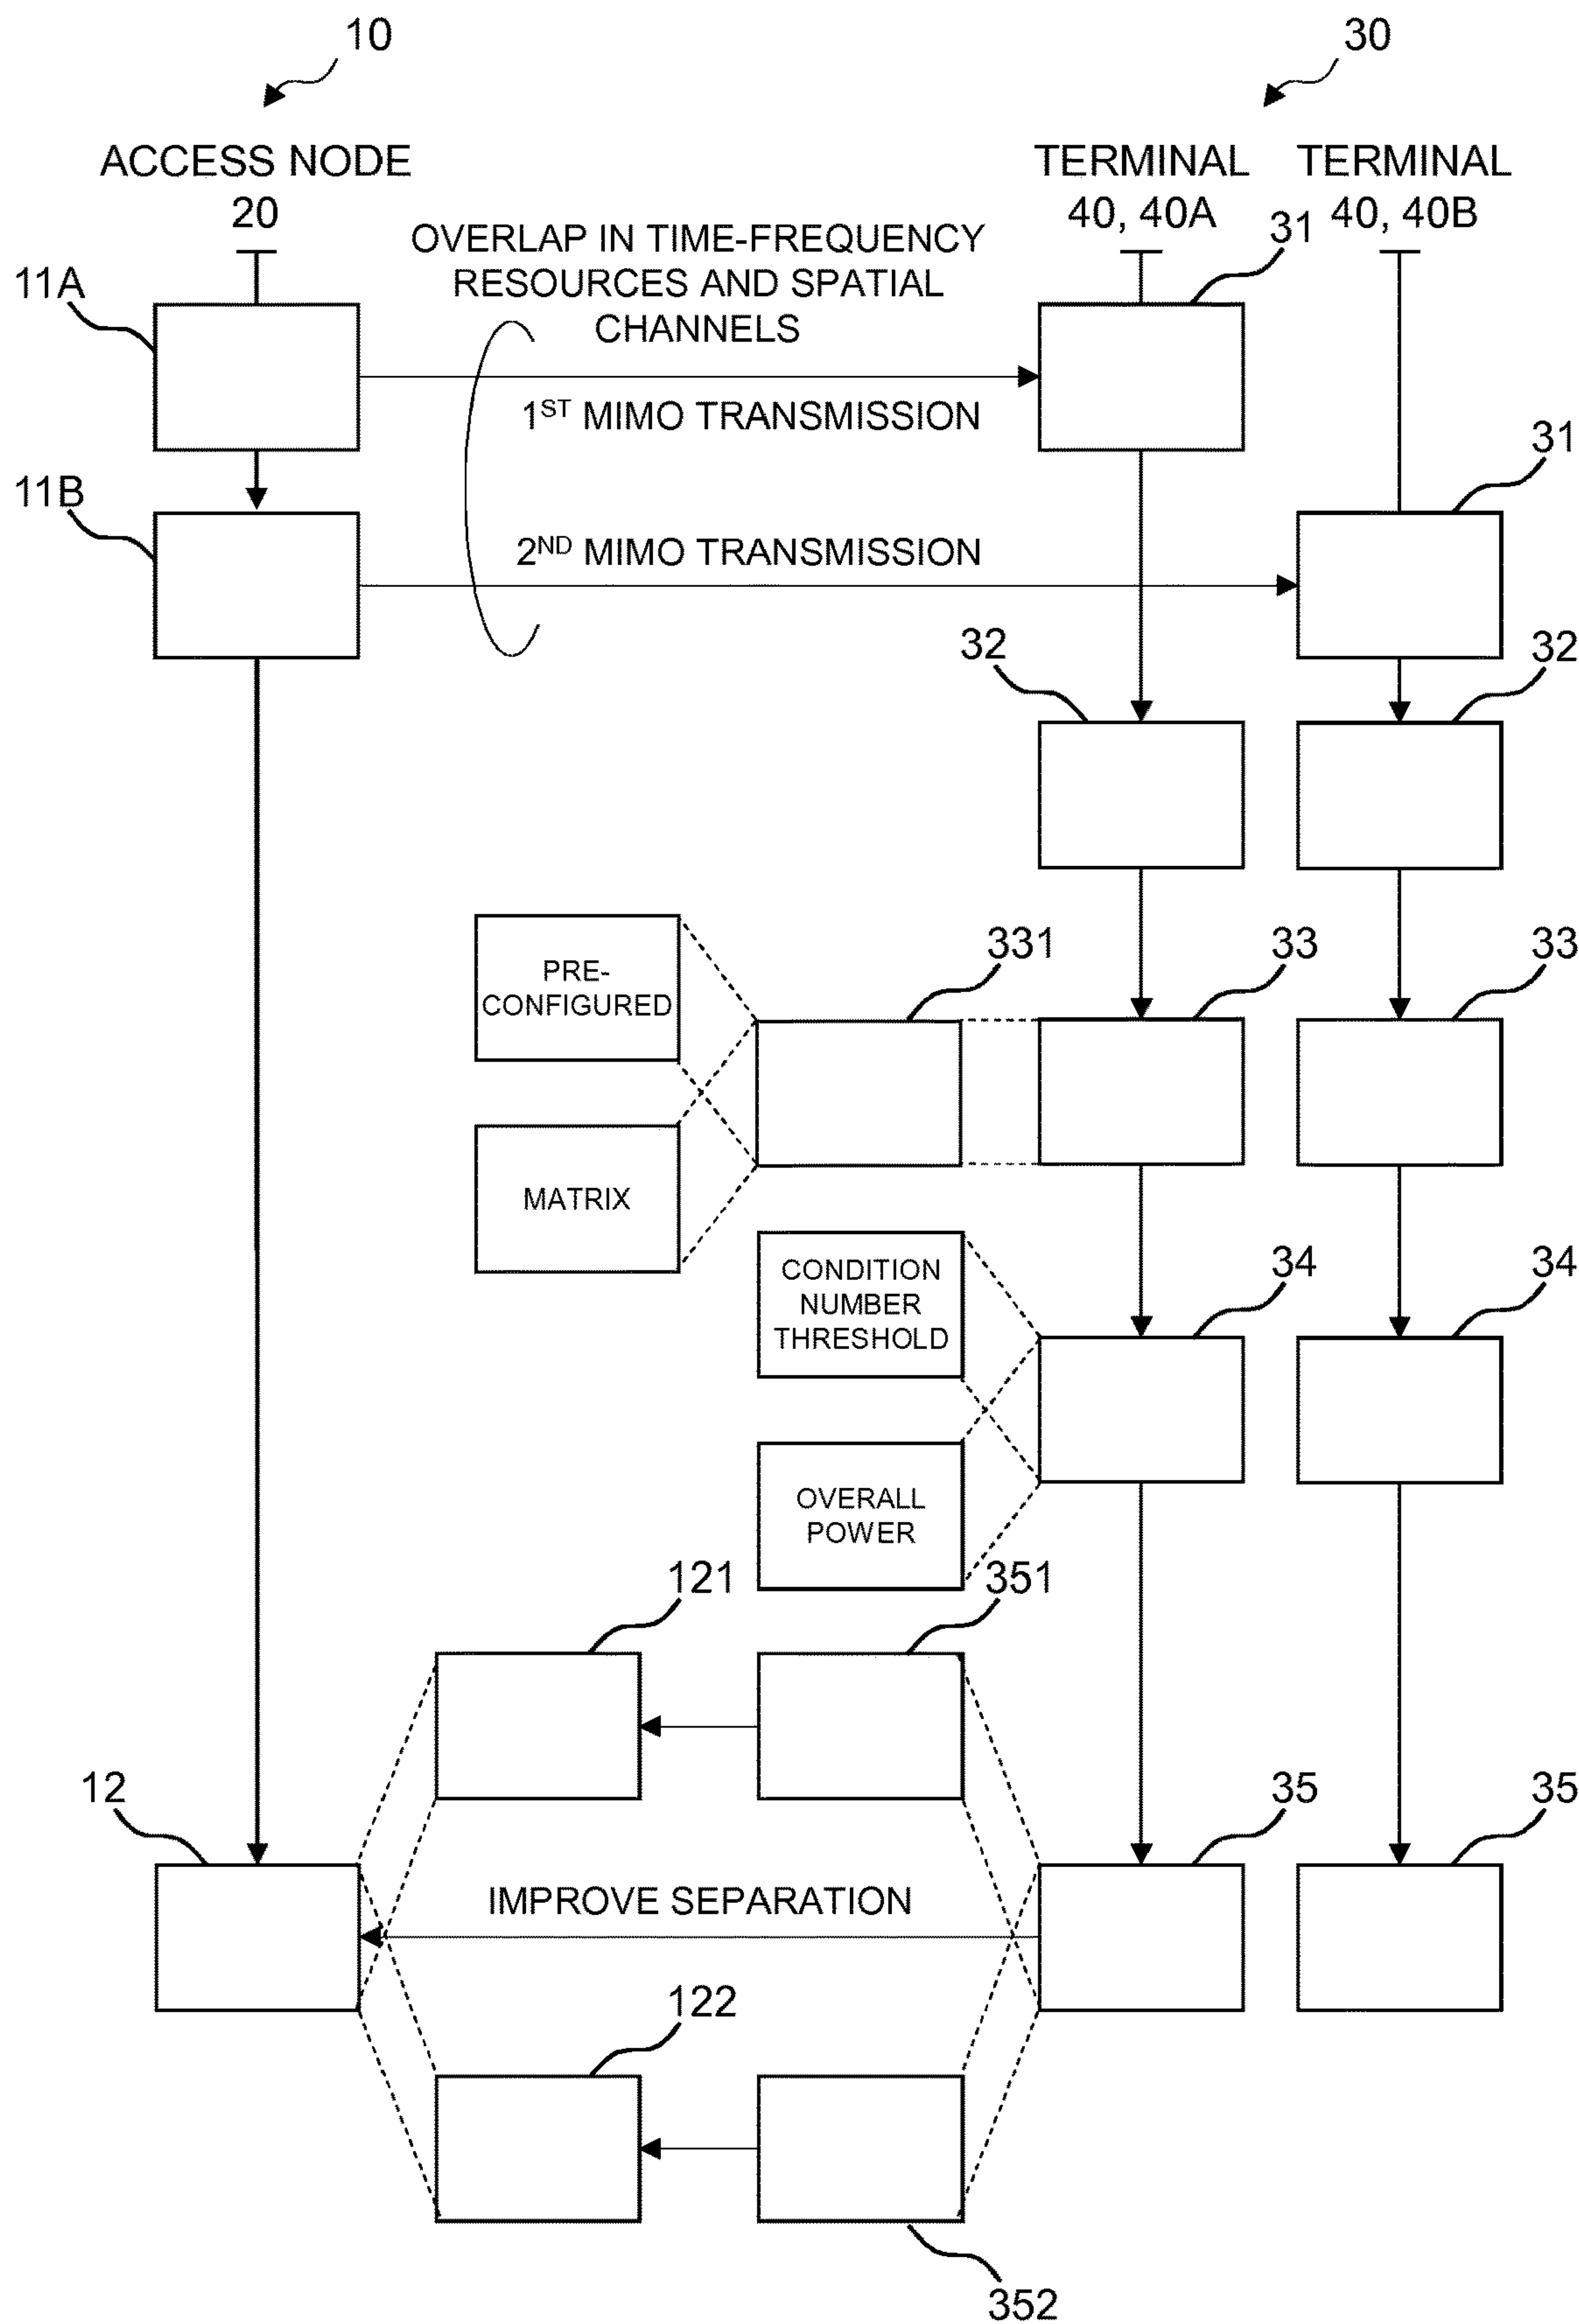 10
30
ACCESS NODE
20
TERMINAL
40, 40A
TERMINAL
40, 40B
OVERLAP IN TIME-FREQUENCY
RESOURCES AND SPATIAL
CHANNELS
11A
31
1ST MIMO TRANSMISSION
11B
31
2ND MIMO TRANSMISSION
32
32
331
33
33
PRE-
CONFIGURED
MATRIX
34
34
CONDITION
NUMBER
THRESHOLD
OVERALL
POWER
121
351
12
35
35
IMPROVE SEPARATION
122
352